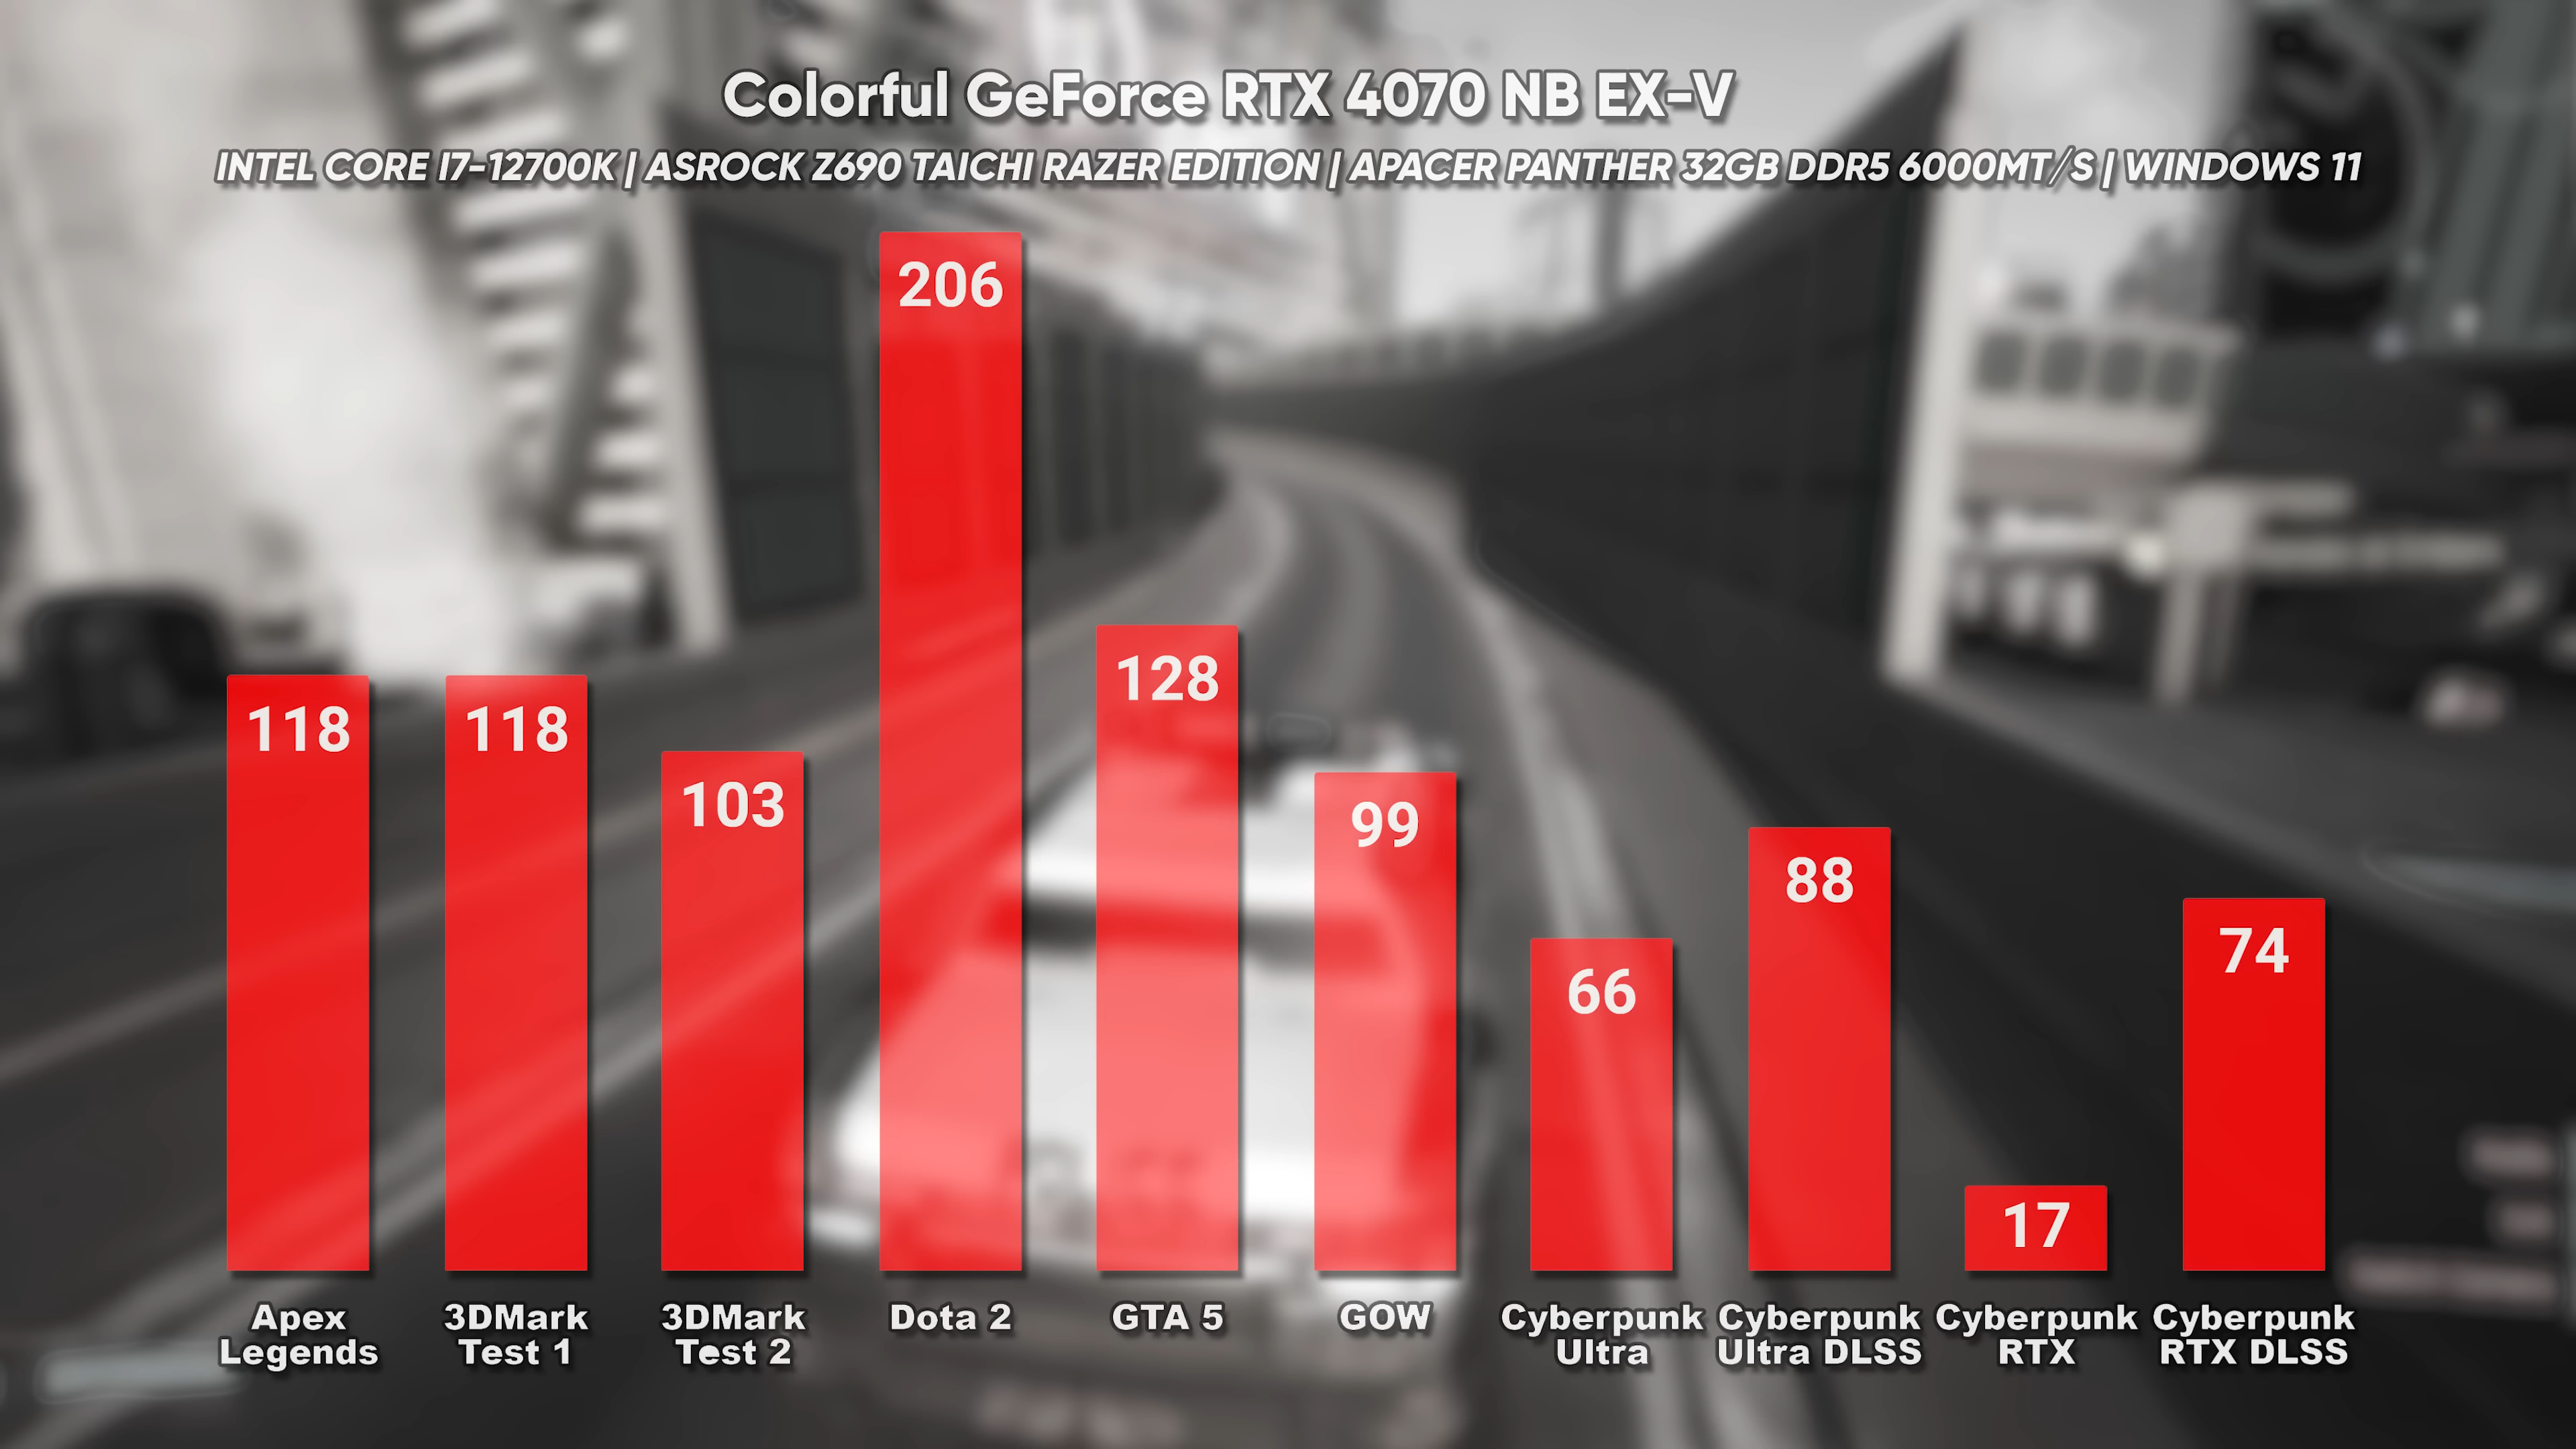 Colorful GeForce RTX 4070 NB EX-V
INTEL CORE I7-12700K | ASROCK Z690 TAICHI RAZER EDITION | APACER PANTHER 32GB DDR5 6000MT/S | WINDOWS 11
206
128
118
118
103
99
88
74
66
17
Apex
Legends
3DMark
Test 1
3DMark
Test 2
Dota 2
GTA 5
GOW
Cyberpunk
Ultra
Cyberpunk
Ultra DLSS
Cyberpunk
RTX
Cyberpunk
RTX DLSS